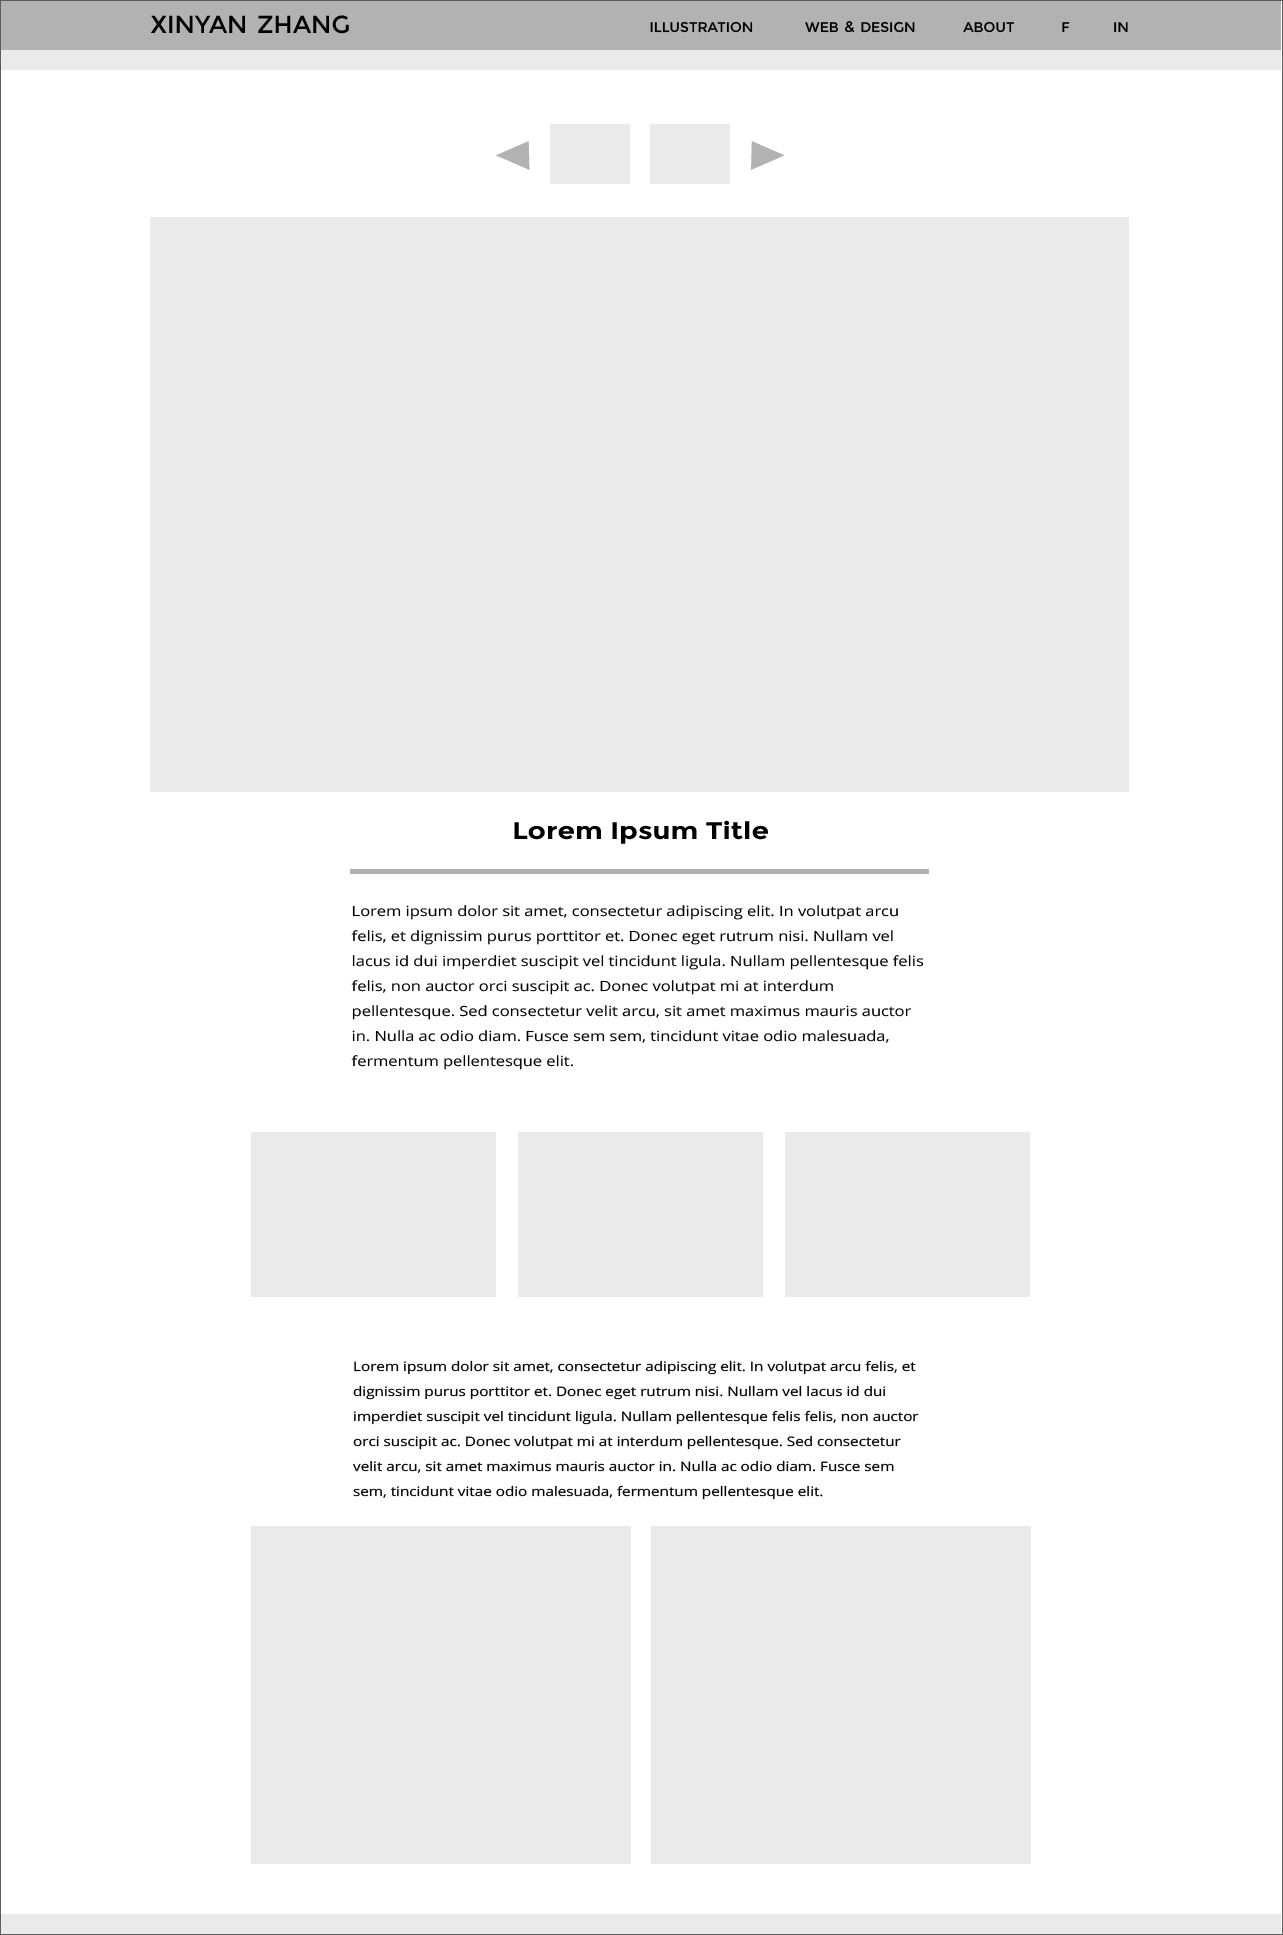 XINYAN ZHANG
ILLUSTRATION WEB & DESIGN ABOUT F IN
Lorem Ipsum Title
Lorem ipsum dolor sit amet, consectetur adipiscing elit. In volutpat arcu
felis, et dignissim purus porttitor et. Donec eget rutrum nisi. Nullam vel
lacus id dui imperdiet suscipit vel tincidunt ligula. Nullam pellentesque felis
felis, non auctor orci suscipit ac. Donec volutpat mi at interdum
pellentesque. Sed consectetur velit arcu, sit amet maximus mauris auctor
in. Nulla ac odio diam. Fusce sem sem, tincidunt vitae odio malesuada,
fermentum pellentesque elit.
Lorem ipsum dolor sit amet, consectetur adipiscing elit. In volutpat arcu felis, et
dignissim purus porttitor et. Donec eget rutrum nisi. Nullam vel lacus id dui
imperdiet suscipit vel tincidunt ligula. Nullam pellentesque felis felis, non auctor
orci suscipit ac. Donec volutpat mi at interdum pellentesque. Sed consectetur
velit arcu, sit amet maximus mauris auctor in. Nulla ac odio diam. Fusce sem
sem, tincidunt vitae odio malesuada, fermentum pellentesque elit.